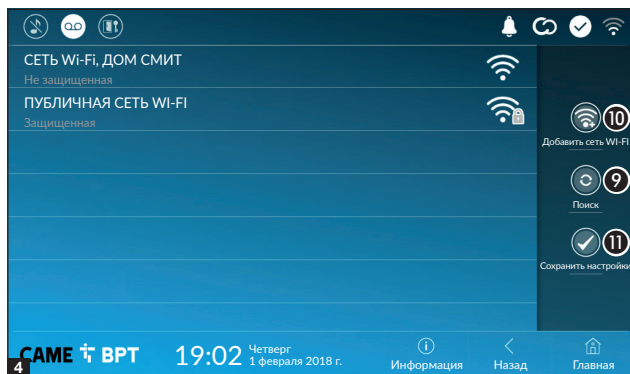 СЕТЬ Wi-Fi, ДОМ СМИТ
Не защищенная
ПУБЛИЧНАЯ СЕТЬ WI-FI
Защищенная
10
Добавить сеть WI-FI
9
Поиск
11
Сохранить настройки
4
CAME BPT
19:02
Четверг
1 февраля 2018 г.
Информация
Назад
Главная